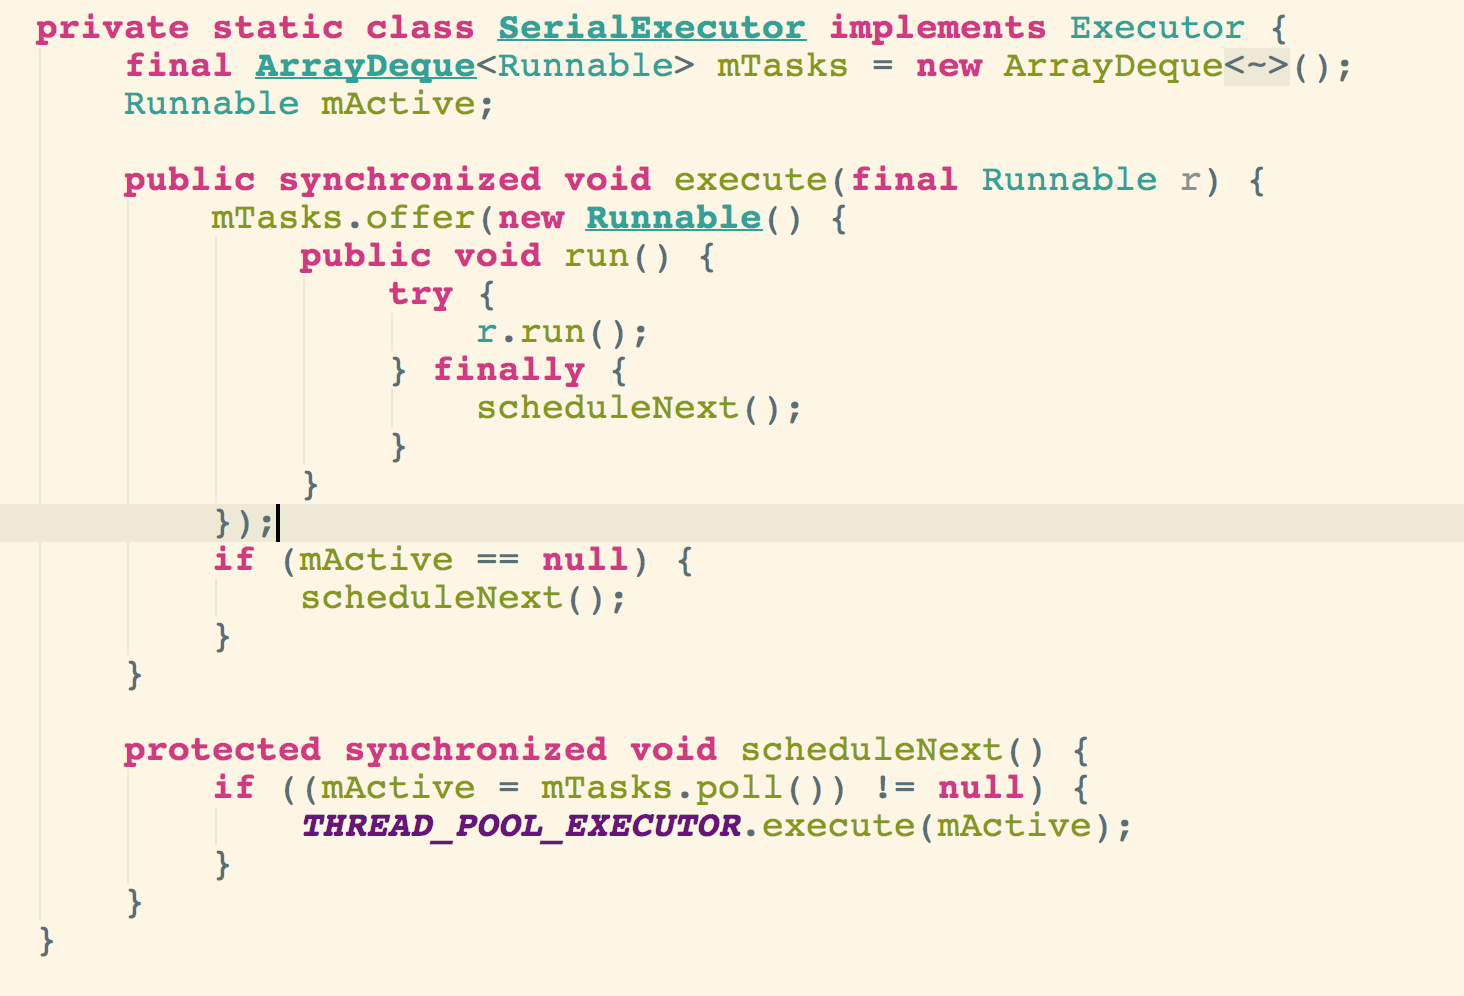 private static class SerialExecutor implements Executor {
    final ArrayDeque<Runnable> mTasks = new ArrayDeque<~>();
    Runnable mActive;

    public synchronized void execute(final Runnable r) {
        mTasks.offer(new Runnable() {
            public void run() {
                try {
                    r.run();
                } finally {
                    scheduleNext();
                }
            }
        });
        if (mActive == null) {
            scheduleNext();
        }
    }

    protected synchronized void scheduleNext() {
        if ((mActive = mTasks.poll()) != null) {
            THREAD_POOL_EXECUTOR.execute(mActive);
        }
    }
}